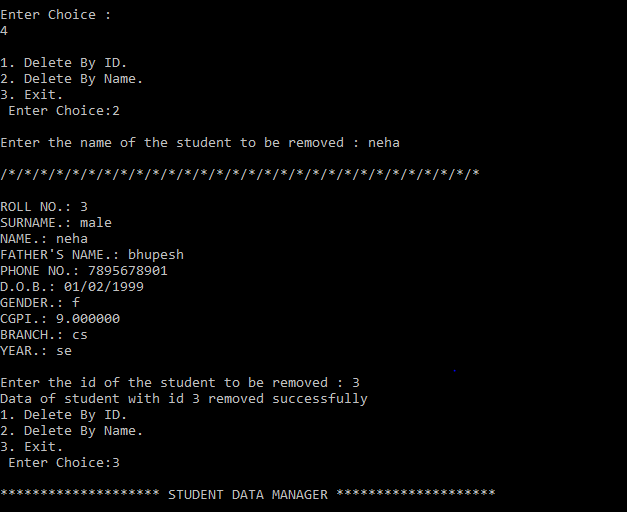 Enter Choice :
4
1. Delete By ID.
2. Delete By Name.
3. Exit.
Enter Choice:2
Enter the name of the student to be removed : neha
/*/*/*/*/*/*/*/*/*/*/*/*/*/*/*/*/*/*/*/*/*/*/*/*/*/*/*/*/*/*
ROLL NO.: 3
SURNAME.: male
NAME.: neha
FATHER'S NAME.: bhupesh
PHONE NO.: 7895678901
D.O.B.: 01/02/1999
GENDER.: f
CGPI.: 9.000000
BRANCH.: cs
YEAR.: se
Enter the id of the student to be removed : 3
Data of student with id 3 removed successfully
1. Delete By ID.
2. Delete By Name.
3. Exit.
Enter Choice:3
******************** STUDENT DATA MANAGER ********************